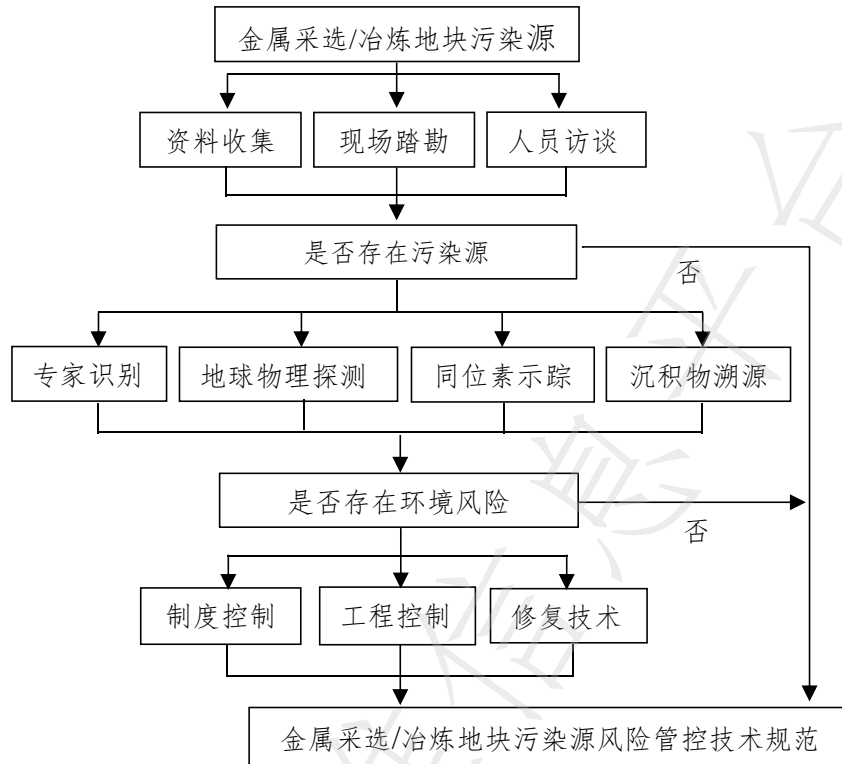 金属采选/冶炼地块污染源
资料收集
现场踏勘
人员访谈
是否存在污染源
否
专家识别
地球物理探测
同位素示踪
沉积物溯源
是否存在环境风险
否
制度控制
工程控制
修复技术
金属采选/冶炼地块污染源风险管控技术规范
信息平台